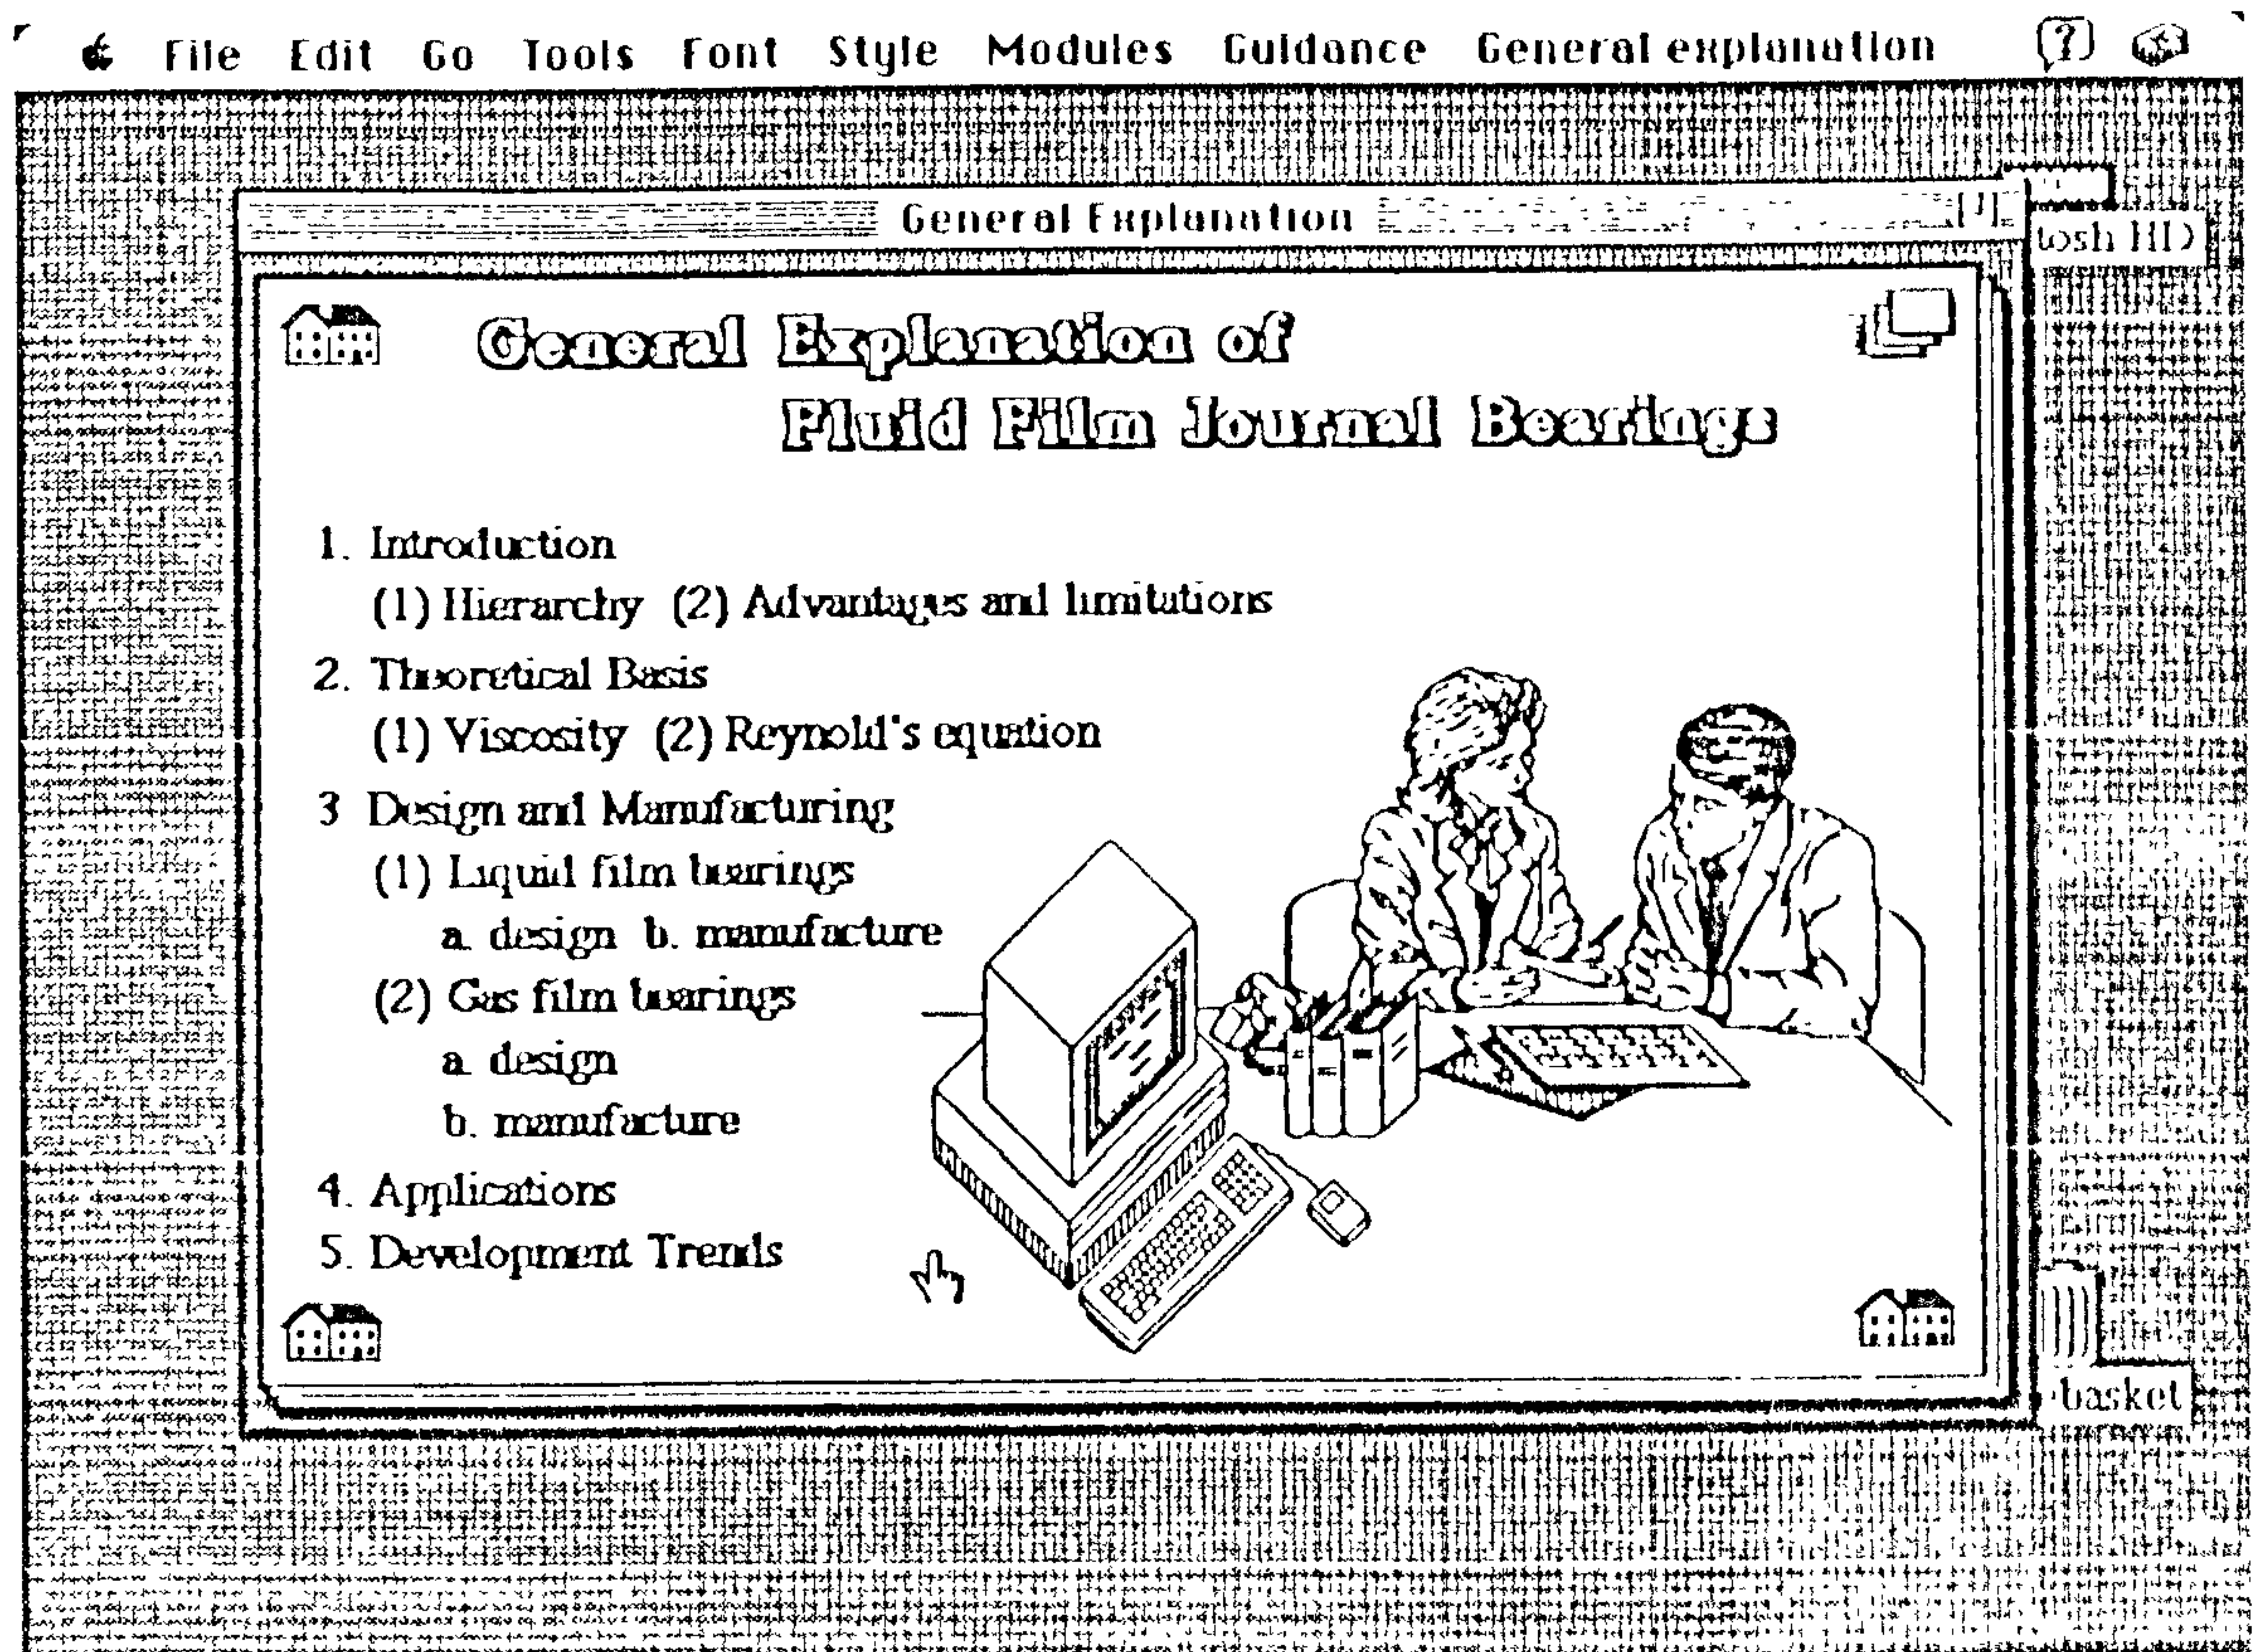 File Edit Go Tools Font Style Modules Guidance General explanation ?
General Explanation
tosh HD
General Explanation of
Fluid Film Journal Bearings
1. Introduction
(1) Hierarchy (2) Advantages and limitations
2. Theoretical Basis
(1) Viscosity (2) Reynold's equation
3 Design and Manufacturing
(1) Liquid film bearings
a. design b. manufacture
(2) Gas film bearings
a. design
b. manufacture
4. Applications
5. Development Trends
basket